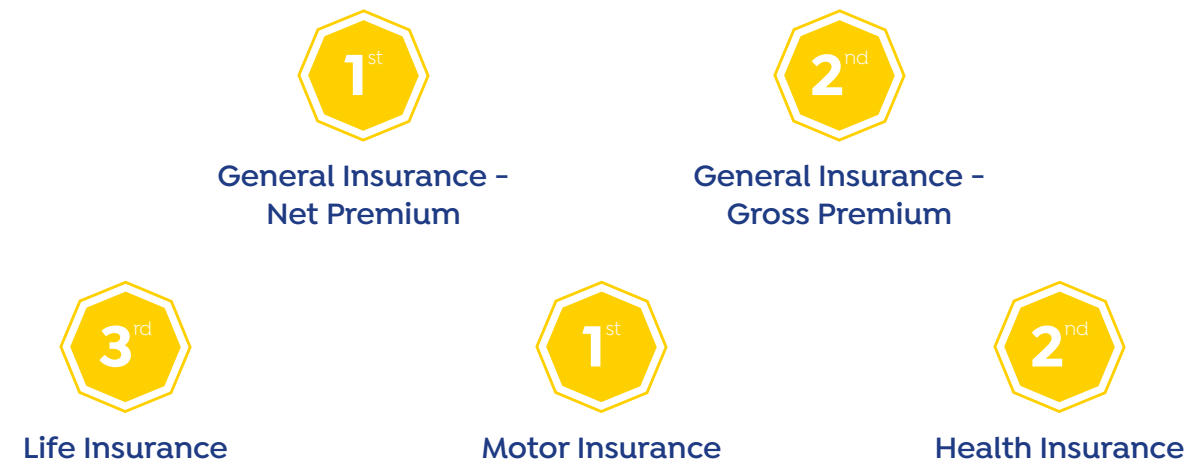 1st
2nd
General Insurance -
Net Premium
General Insurance -
Gross Premium
3rd
1st
2nd
Life Insurance
Motor Insurance
Health Insurance